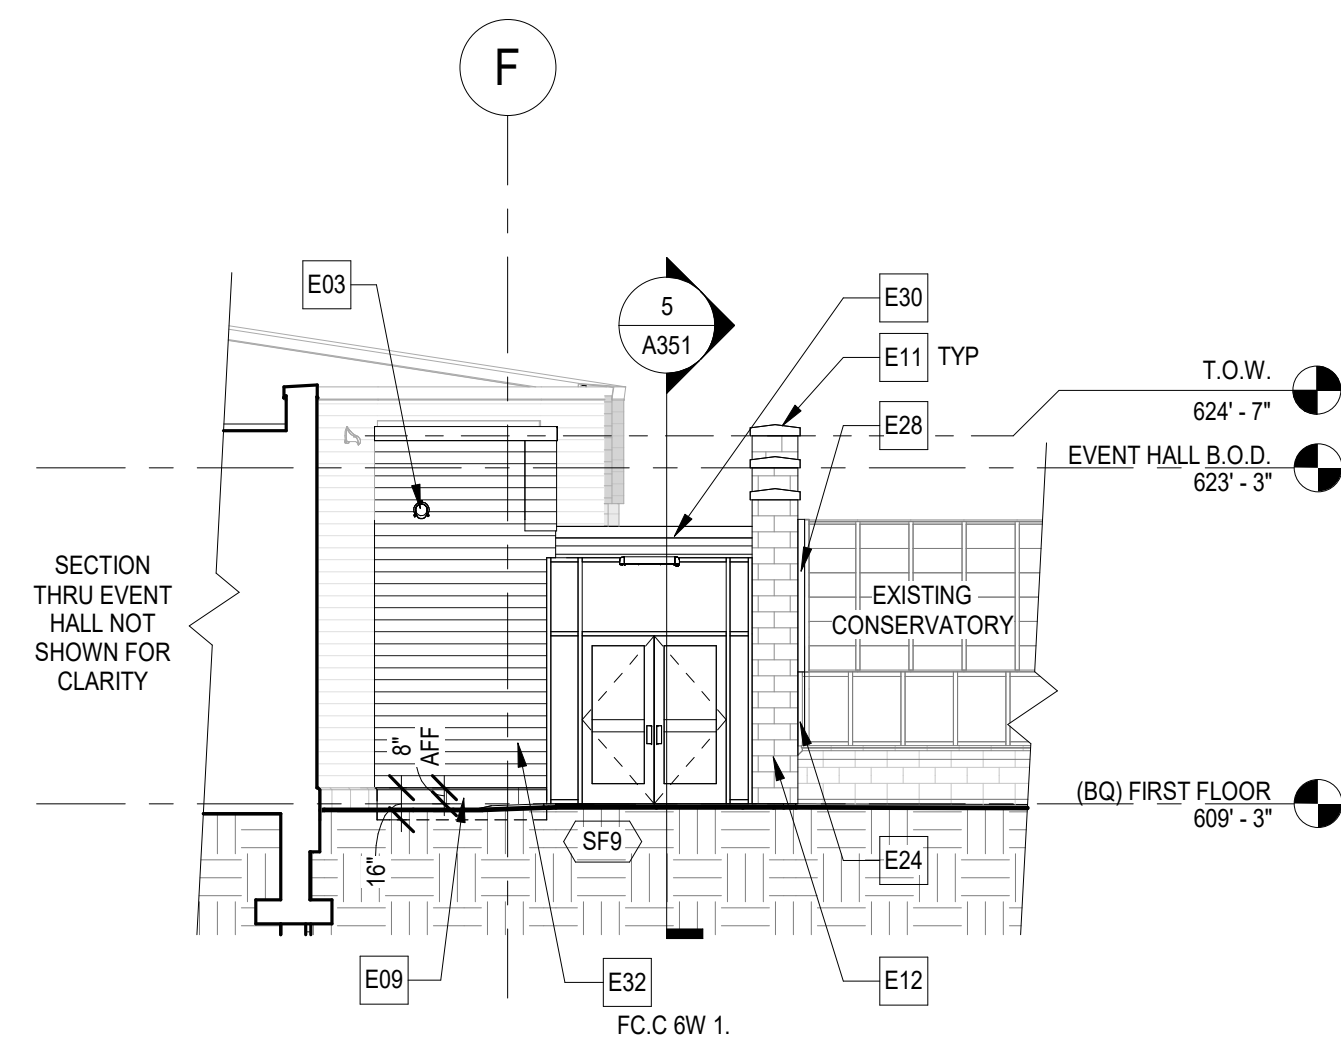 F
E03
5
A351
E30
E11 TYP
E28
T.O.W.
624' - 7"
EVENT HALL B.O.D.
623' - 3"
SECTION
THRU EVENT
HALL NOT
SHOWN FOR
CLARITY
EXISTING
CONSERVATORY
8"
AFF
16"
(BQ) FIRST FLOOR
609' - 3"
SF9
E24
E09
E32
E12
FC.C 6W 1.